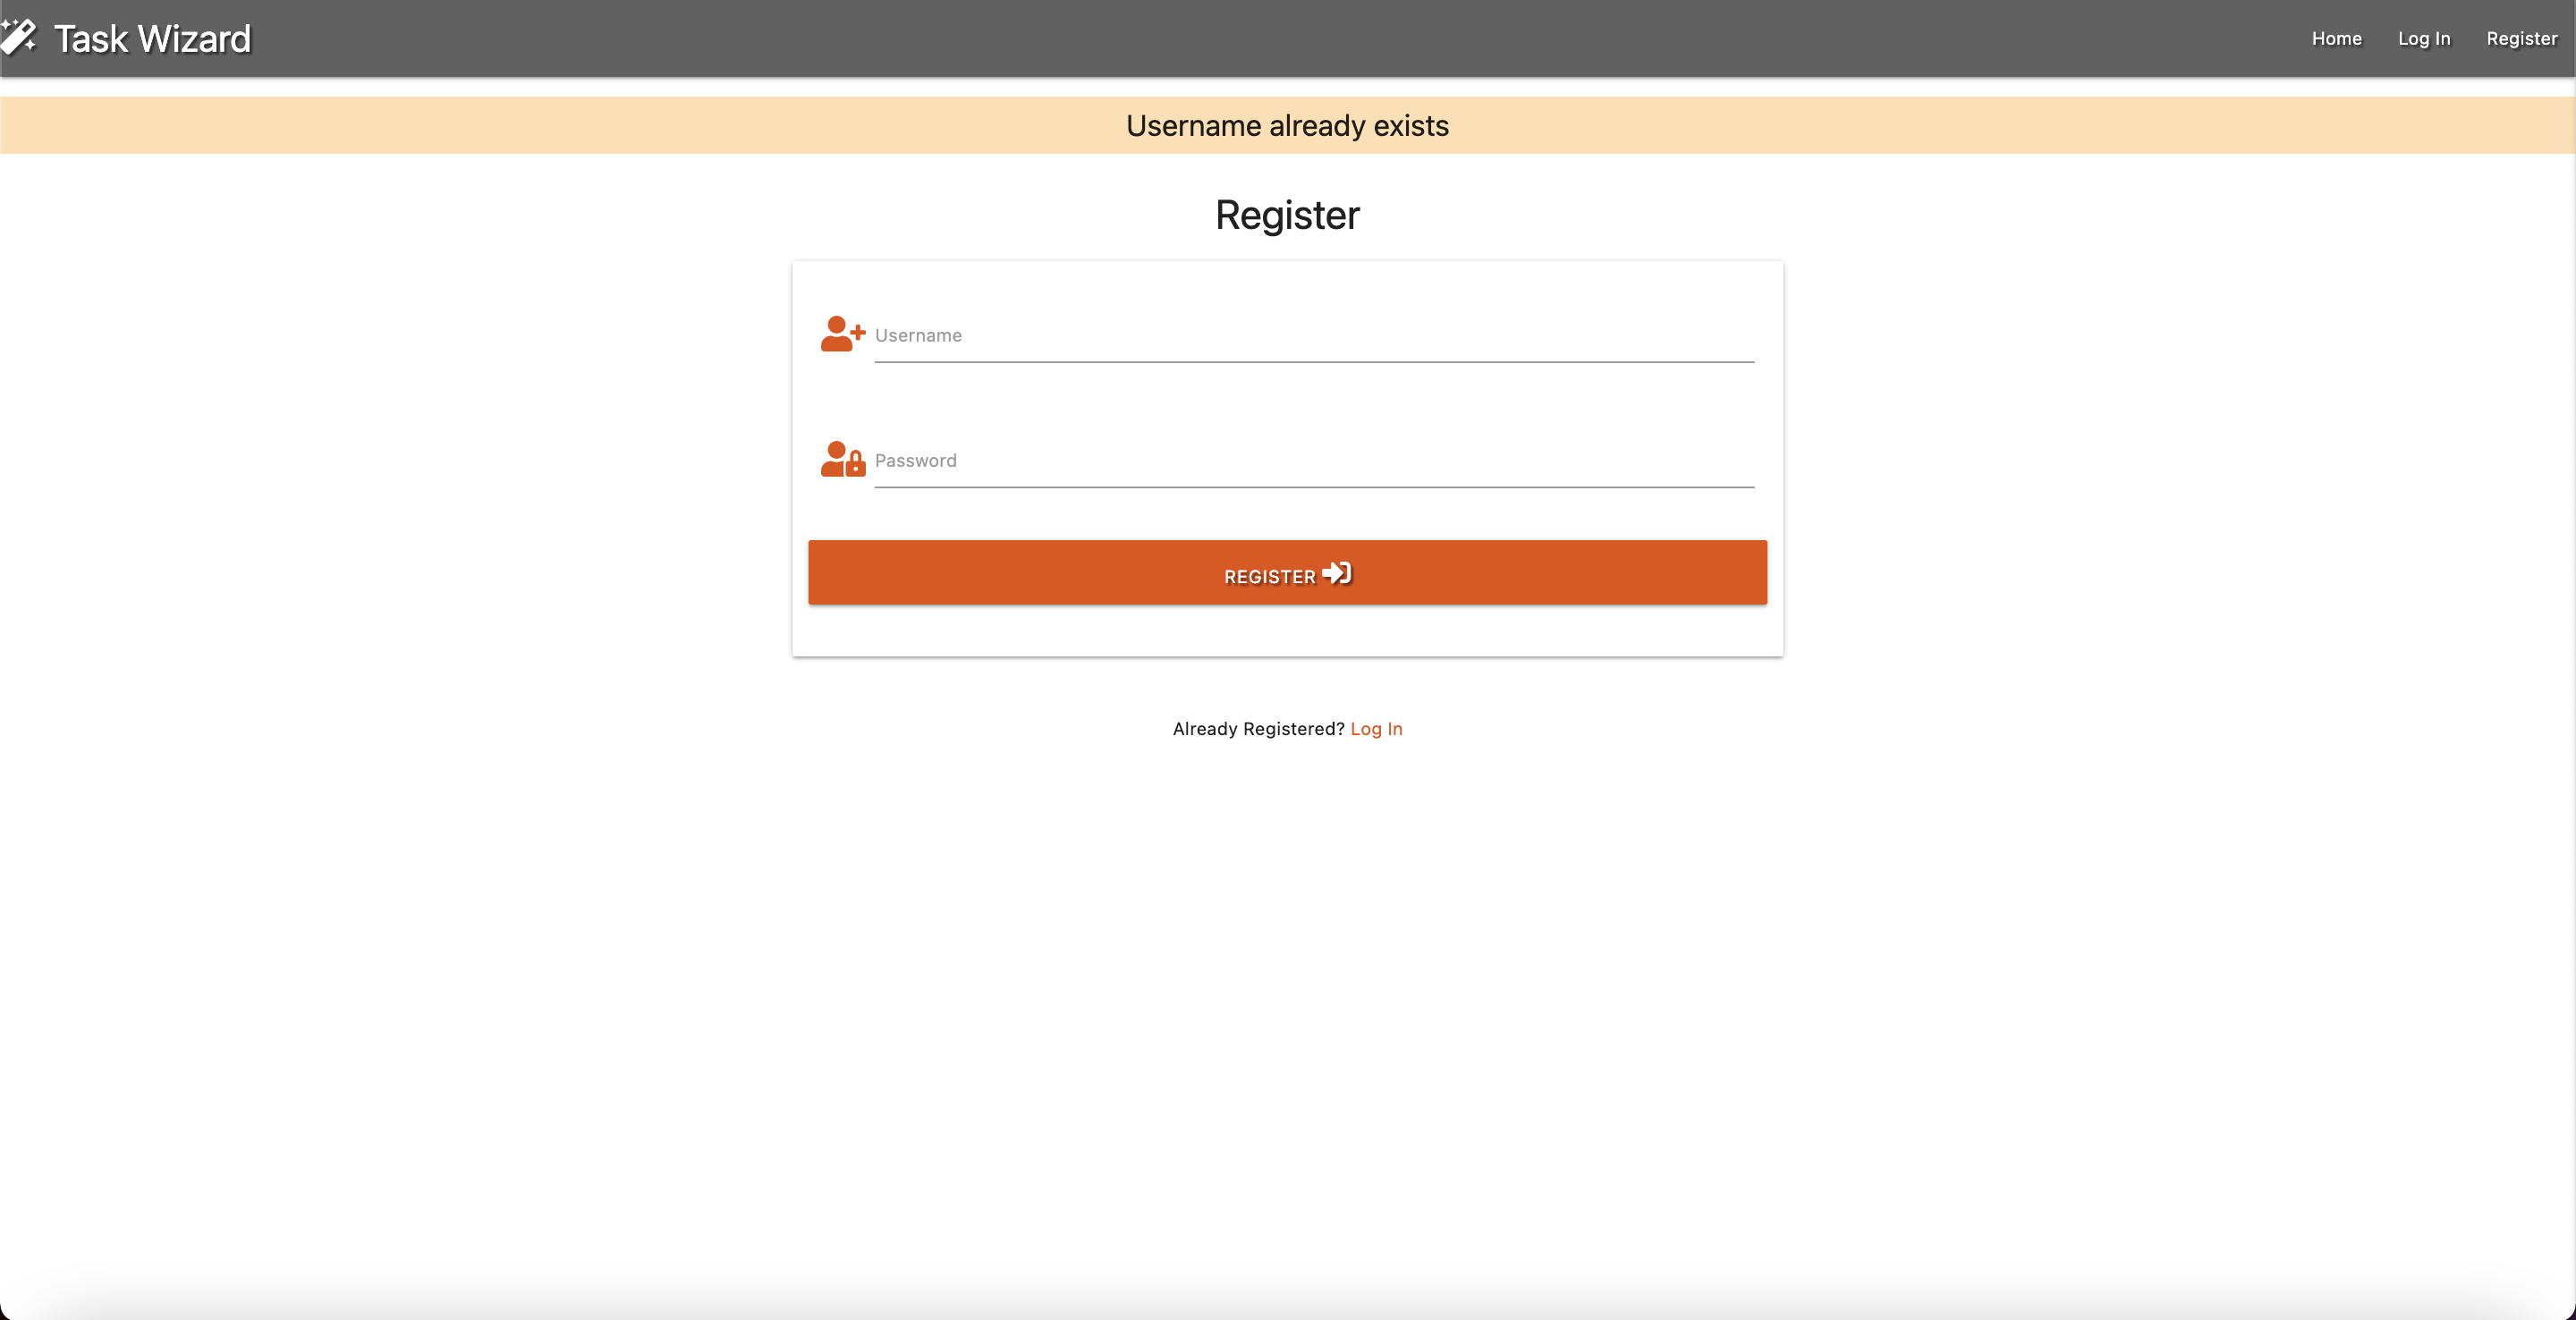 Task Wizard
Home Log In Register
Username already exists
Register
Username
Password
REGISTER
Already Registered? Log In